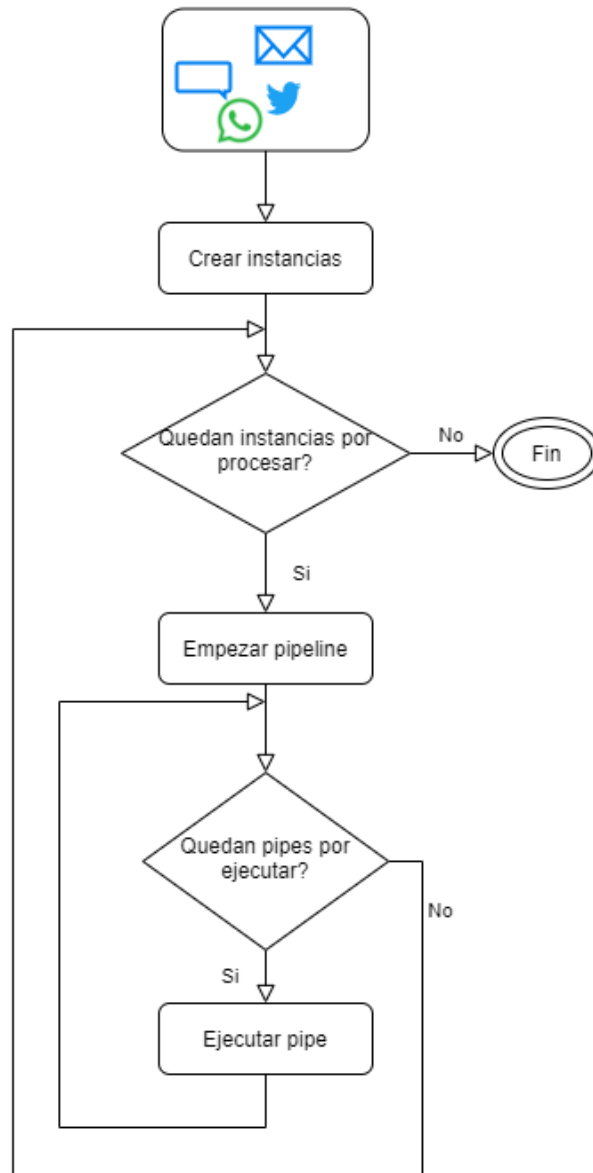 Crear instancias
Quedan instancias por
procesar?
No
Fin
Si
Empezar pipeline
Quedan pipes por
ejecutar?
No
Si
Ejecutar pipe